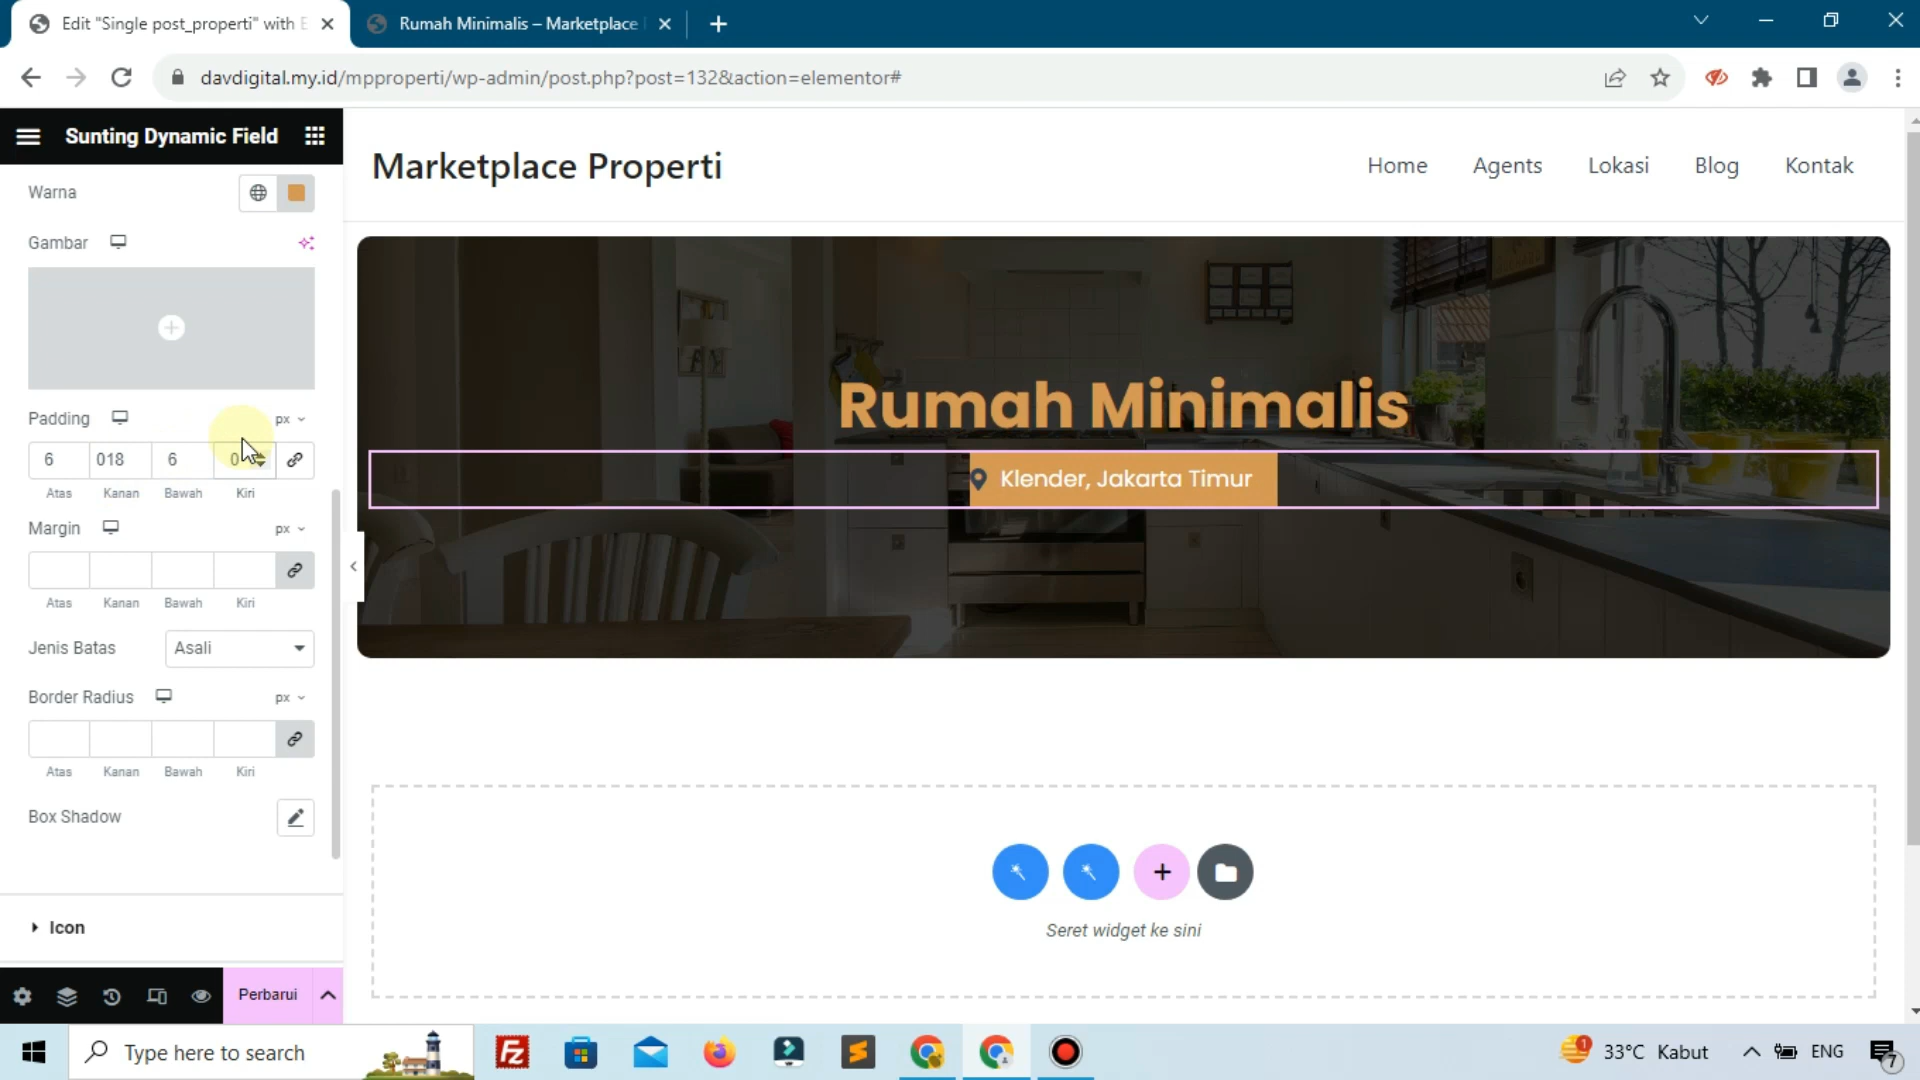 Edit "Single post_properti" with E
Rumah Minimalis – Marketplace
davdigital.my.id/mpproperti/wp-admin/post.php?post=132&action=elementor#
Sunting Dynamic Field
Warna
Gambar
Padding
px
6
018
6
0
Atas
Kanan
Bawah
Kiri
Margin
px
Atas
Kanan
Bawah
Kiri
Jenis Batas
Asali
Border Radius
px
Atas
Kanan
Bawah
Kiri
Box Shadow
Icon
Perbarui
Marketplace Properti
Home
Agents
Lokasi
Blog
Kontak
Rumah Minimalis
Klender, Jakarta Timur
Seret widget ke sini
Type here to search
1
33°C Kabut
ENG
7